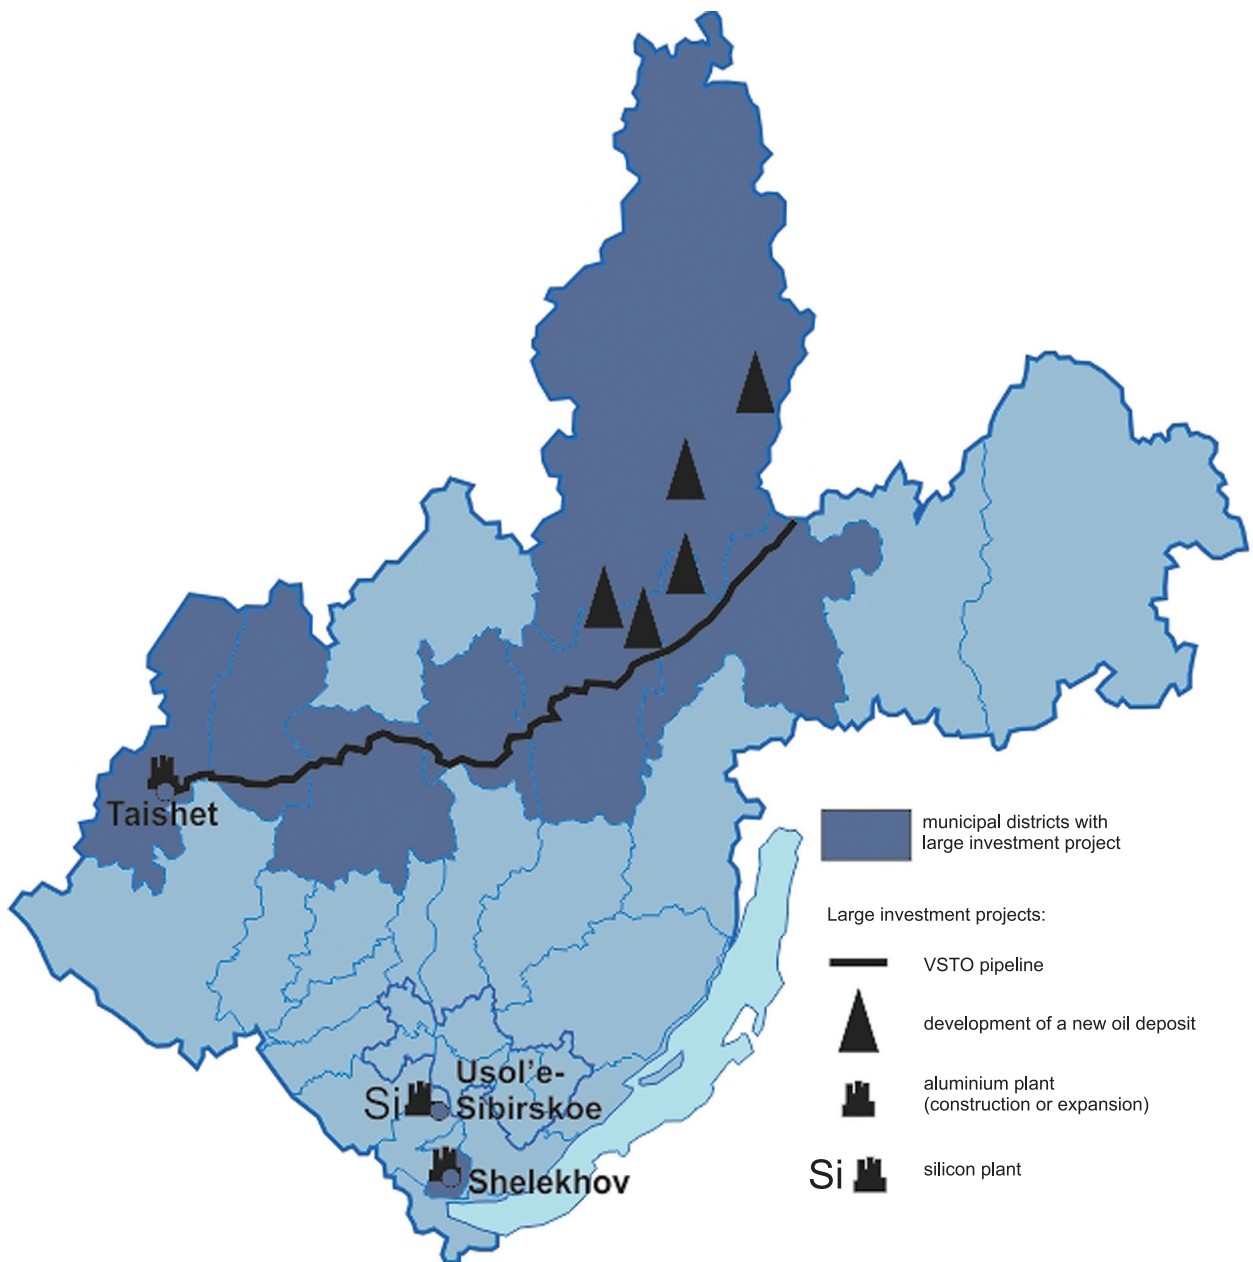 Taishet
Usol'e-
Si Sibirskoe
Shelekhov
municipal districts with
large investment project
Large investment projects:
VSTO pipeline
development of a new oil deposit
aluminium plant
(construction or expansion)
Si silicon plant